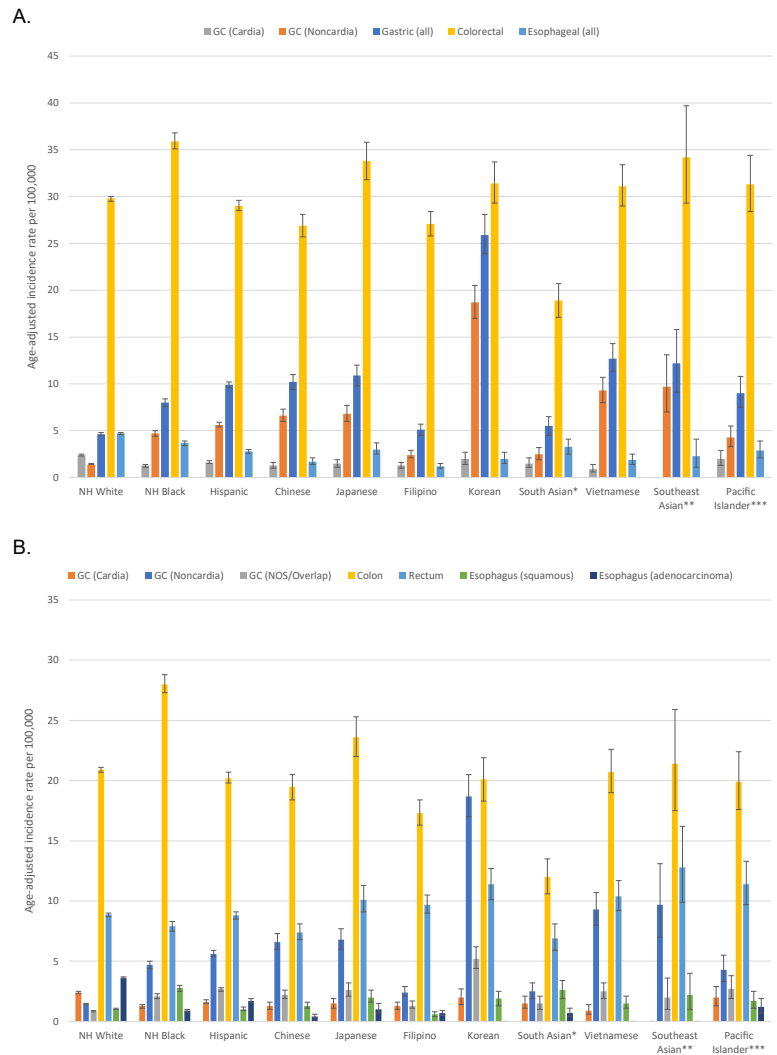 A.
GC (Cardia) GC (Noncardia) Gastric (all) Colorectal Esophageal (all)
45
40
35
30
25
20
15
10
5
0
Age-adjusted incidence rate per 100,000
NH White NH Black Hispanic Chinese Japanese Filipino Korean South Asian* Vietnamese Southeast Pacific
Asian** Islander***
B.
GC (Cardia) GC (Noncardia) GC (NOS/Overlap) Colon Rectum Esophagus (squamous) Esophagus (adenocarcinoma)
35
30
25
20
15
10
5
0
Age-adjusted incidence rate per 100,000
NH White NH Black Hispanic Chinese Japanese Filipino Korean South Asian* Vietnamese Southeast Pacific
Asian** Islander***